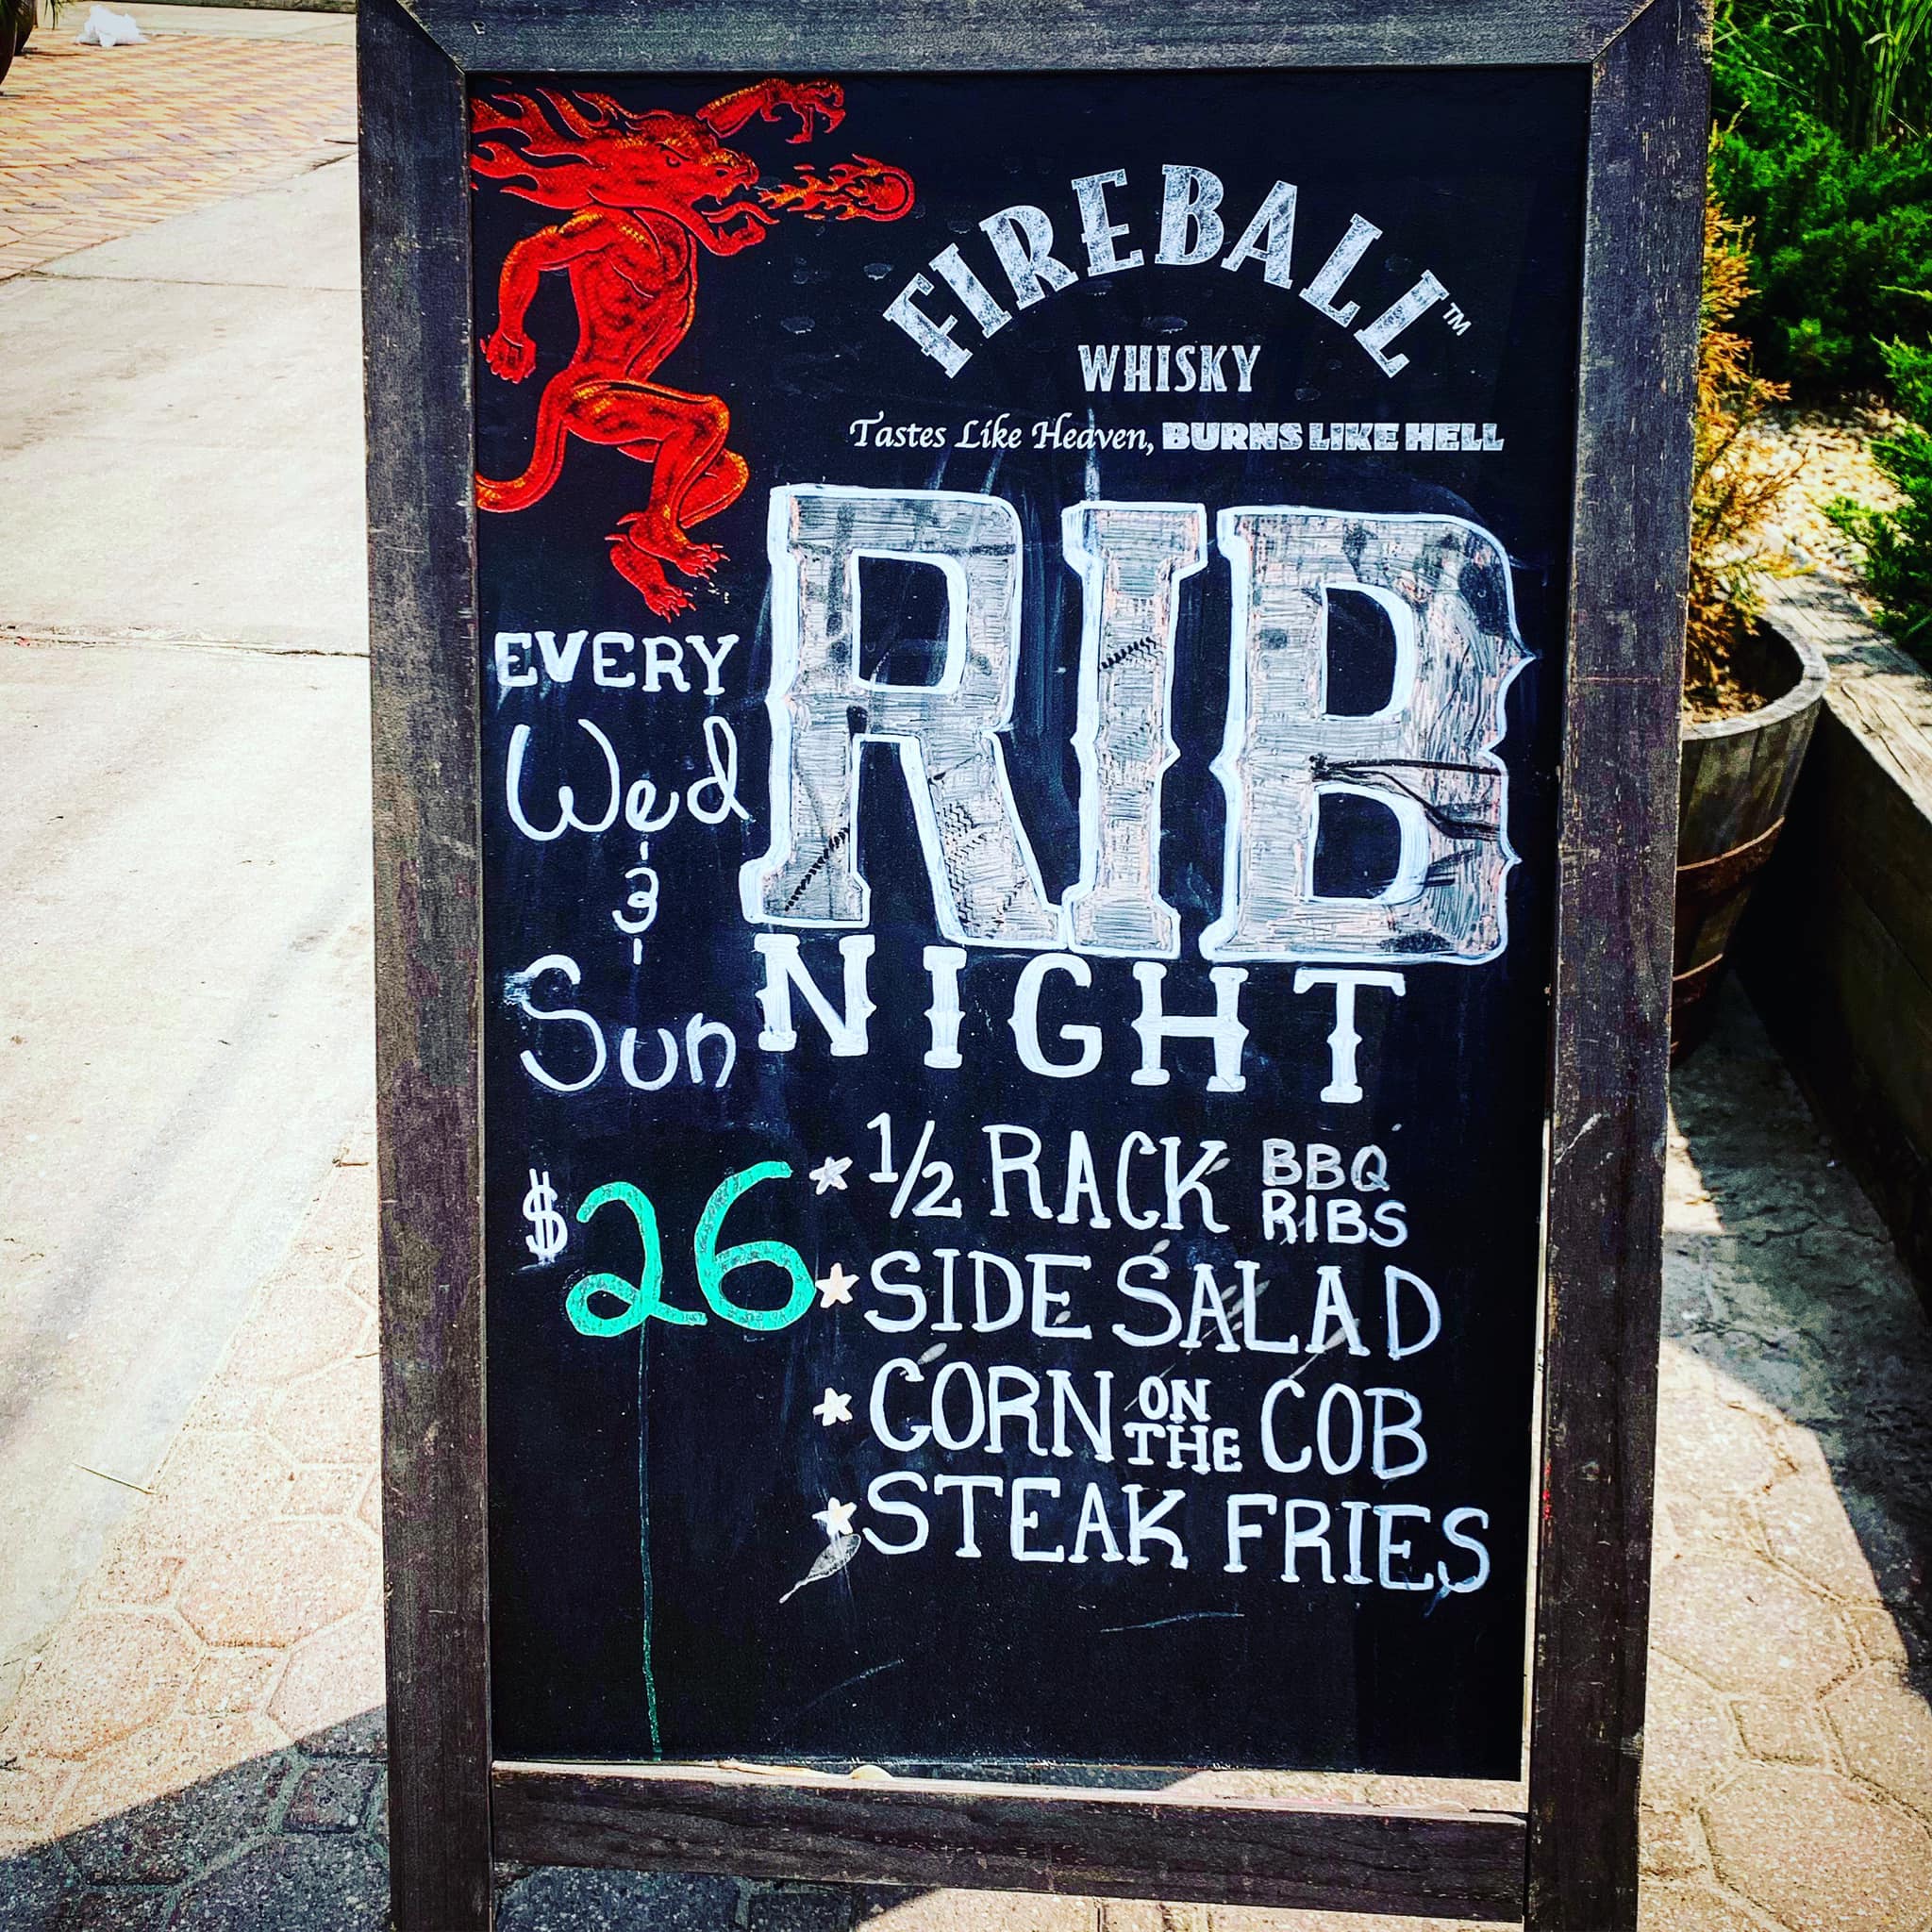 FIREBALL™
WHISKY
Tastes Like Heaven, BURNS LIKE HELL
EVERY
Wed
&
Sun
RIB
NIGHT
$26
* 1/2 RACK BBQ RIBS
* SIDE SALAD
* CORN ON THE COB
* STEAK FRIES